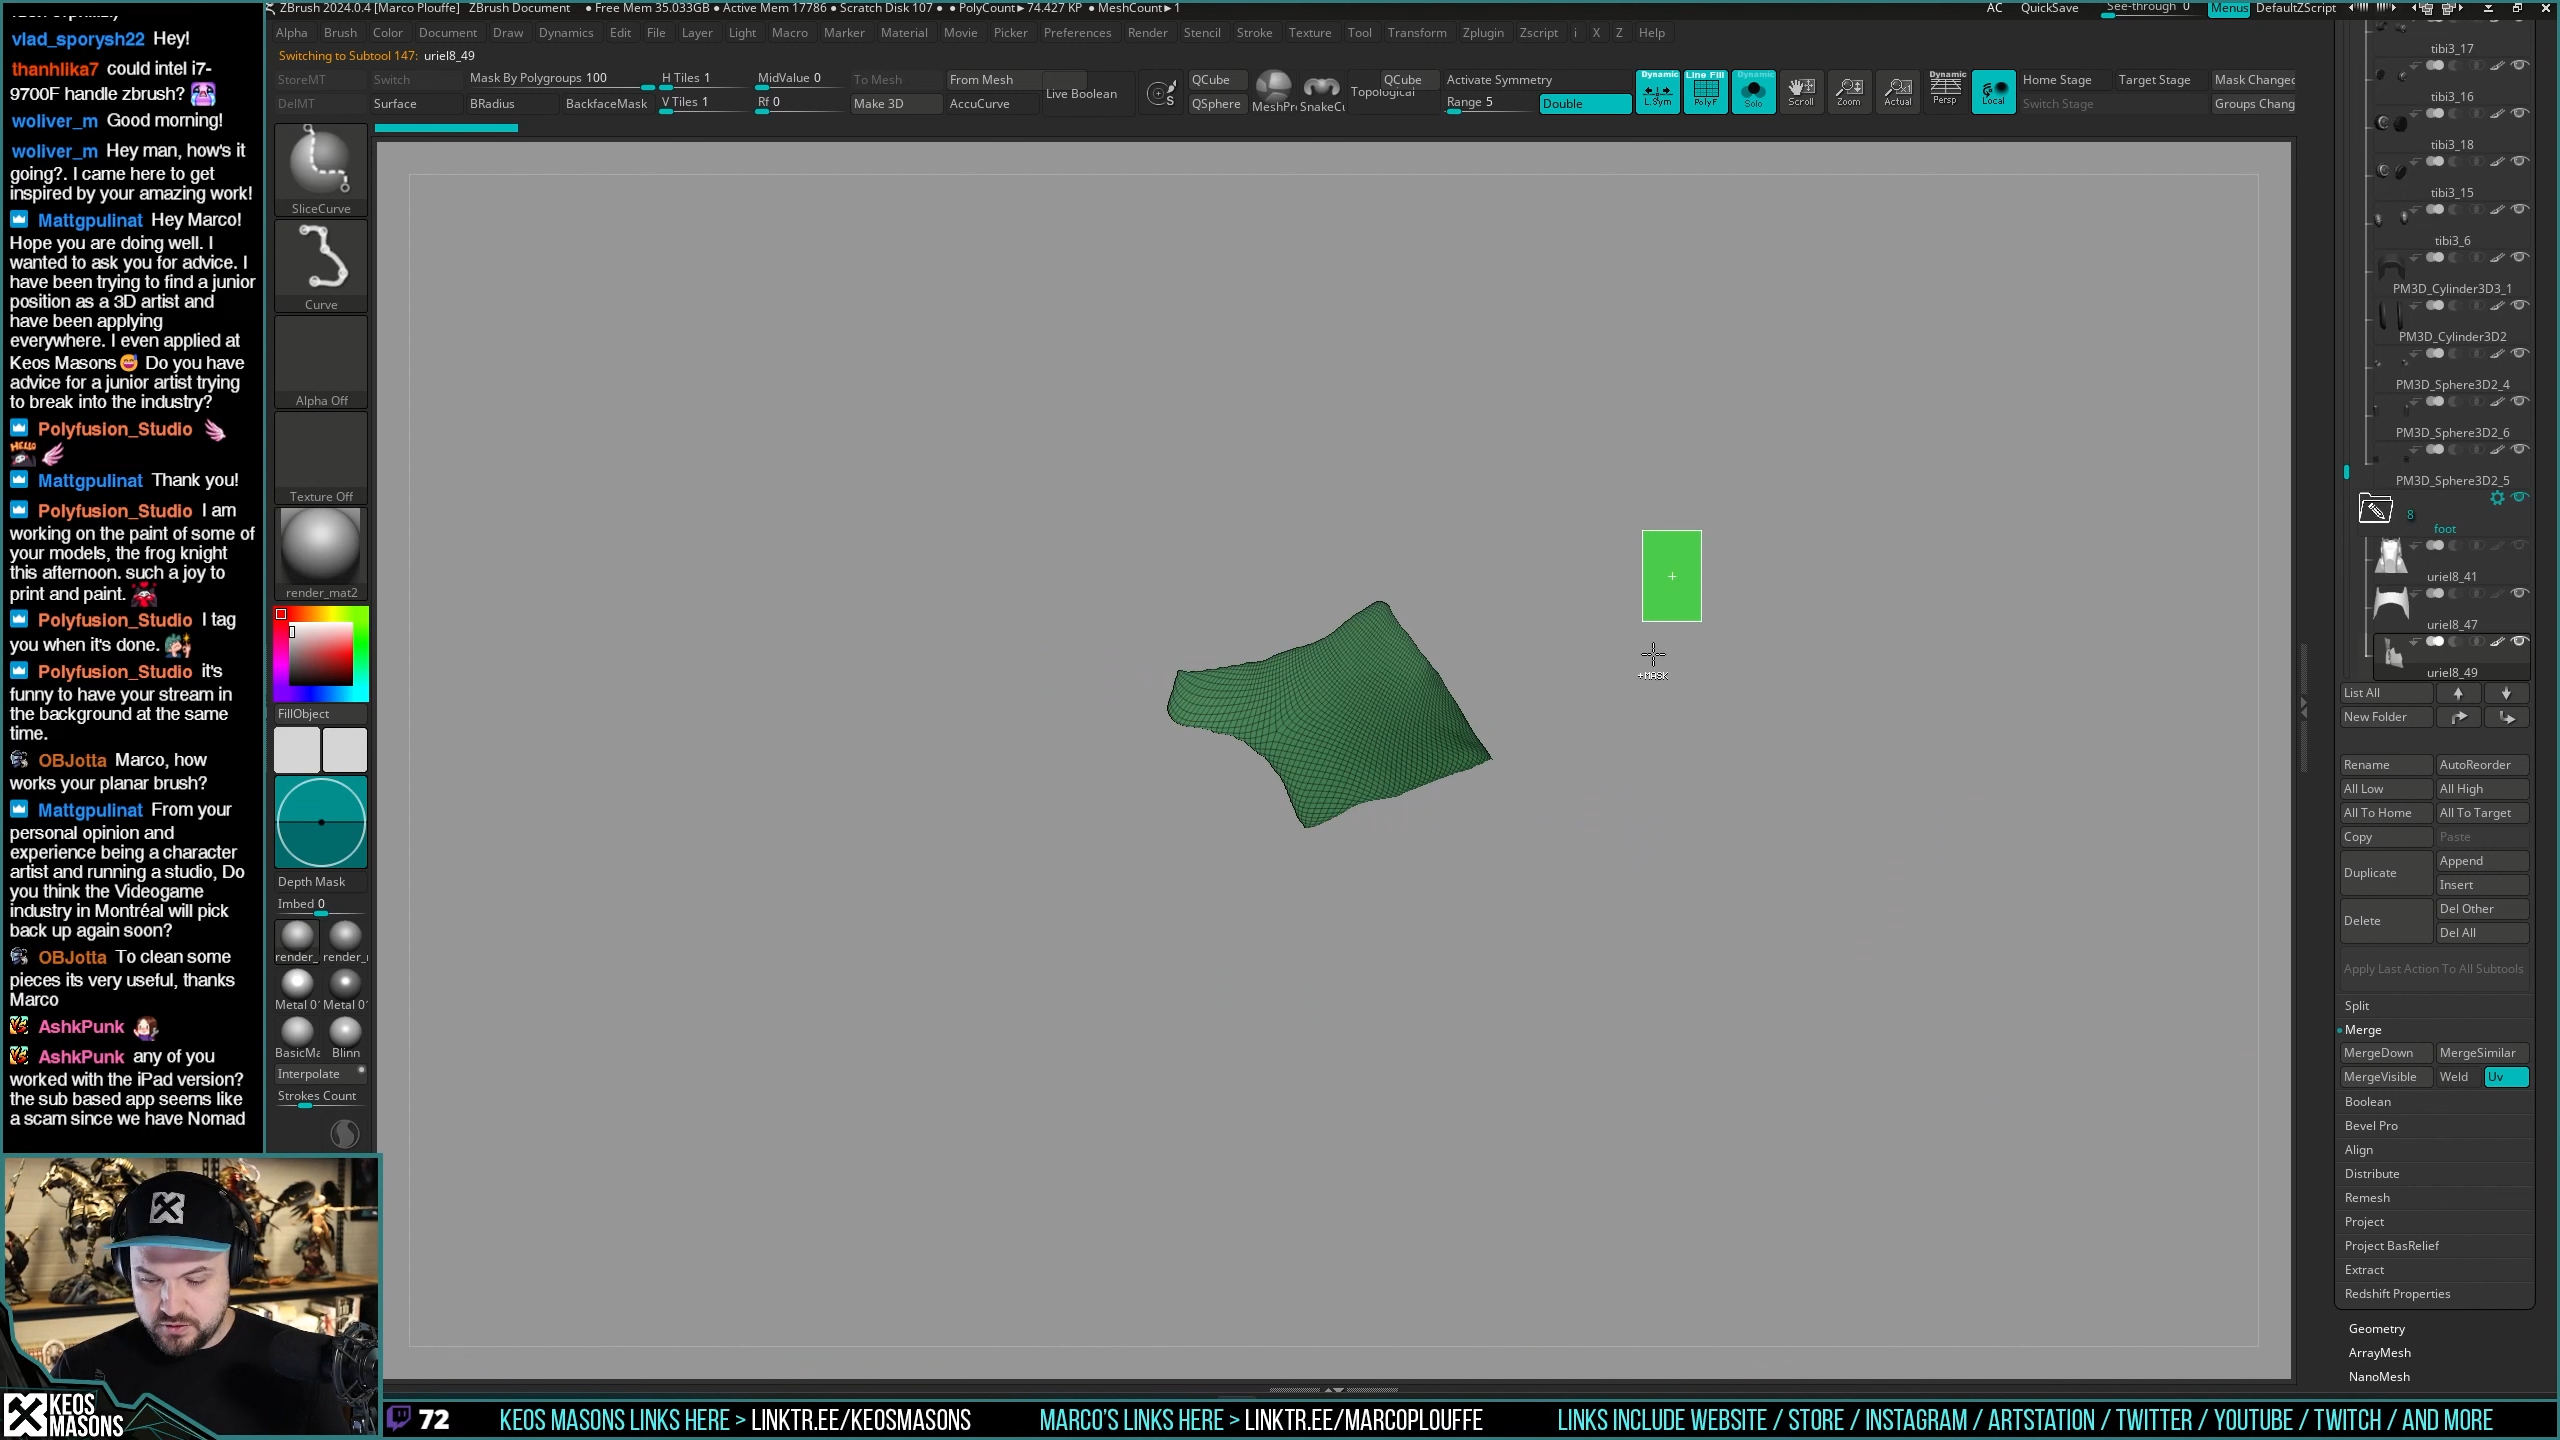 ZBrush 2024.0.4 [Marco Plouffe] ZBrush Document ● Free Mem 35.033GB ● Active Mem 17786 ● Scratch Disk 107 ● ● PolyCount► 74.427 KP ● MeshCount► 1
AC QuickSave See-through 0 Menus DefaultZScript
Alpha Brush Color Document Draw Dynamics Edit File Layer Light Macro Marker Material Movie Picker Preferences Render Stencil Stroke Texture Tool Transform Zplugin Zscript i X Z Help
Switching to Subtool 147: uriel8_49
StoreMT Switch Mask By Polygroups 100 H Tiles 1 MidValue 0 To Mesh From Mesh Live Boolean QCube QCube Activate Symmetry Home Stage Target Stage Mask Changed
DelMT Surface BRadius BackfaceMask V Tiles 1 Rf 0 Make 3D AccuCurve S QSphere MeshPr SnakeCu Topological Range 5 Double Switch Stage Groups Chang
Dynamic L.Sym Line Fill PolyF Dynamic Solo Scroll Zoom Actual Dynamic Persp Local
vlad_sporysh22 Hey!
thanhlika7 could intel i7-
9700F handle zbrush?
woliver_m Good morning!
woliver_m Hey man, how's it
going?. I came here to get
inspired by your amazing work!
Mattgpulinat Hey Marco!
Hope you are doing well. I
wanted to ask you for advice. I
have been trying to find a junior
position as a 3D artist and
have been applying
everywhere. I even applied at
Keos Masons Do you have
advice for a junior artist trying
to break into the industry?
Polyfusion_Studio
HELLO
Mattgpulinat Thank you!
Polyfusion_Studio I am
working on the paint of some of
your models, the frog knight
this afternoon. such a joy to
print and paint.
Polyfusion_Studio I tag
you when it's done.
Polyfusion_Studio it's
funny to have your stream in
the background at the same
time.
OBJotta Marco, how
works your planar brush?
Mattgpulinat From your
personal opinion and
experience being a character
artist and running a studio, Do
you think the Videogame
industry in Montréal will pick
back up again soon?
OBJotta To clean some
pieces its very useful, thanks
Marco
AshkPunk
AshkPunk any of you
worked with the iPad version?
the sub based app seems like
a scam since we have Nomad
SliceCurve
Curve
Alpha Off
Texture Off
render_mat2
FillObject
Depth Mask
Imbed 0
render_ render_
Metal 0 Metal 0
BasicMa Blinn
Interpolate
Strokes Count
+MASK
tibi3_17
tibi3_16
tibi3_18
tibi3_15
tibi3_6
PM3D_Cylinder3D3_1
PM3D_Cylinder3D2
PM3D_Sphere3D2_4
PM3D_Sphere3D2_6
PM3D_Sphere3D2_5
8
foot
uriel8_41
uriel8_47
uriel8_49
List All
New Folder
Rename AutoReorder
All Low All High
All To Home All To Target
Copy Paste
Duplicate Append
Insert
Delete Del Other
Del All
Apply Last Action To All Subtools
Split
Merge
MergeDown MergeSimilar
MergeVisible Weld Uv
Boolean
Bevel Pro
Align
Distribute
Remesh
Project
Project BasRelief
Extract
Redshift Properties
Geometry
ArrayMesh
NanoMesh
KEOS
MASONS
72 KEOS MASONS LINKS HERE > LINKTR.EE/KEOSMASONS MARCO'S LINKS HERE > LINKTR.EE/MARCOPLOUFFE LINKS INCLUDE WEBSITE / STORE / INSTAGRAM / ARTSTATION / TWITTER / YOUTUBE / TWITCH / AND MORE